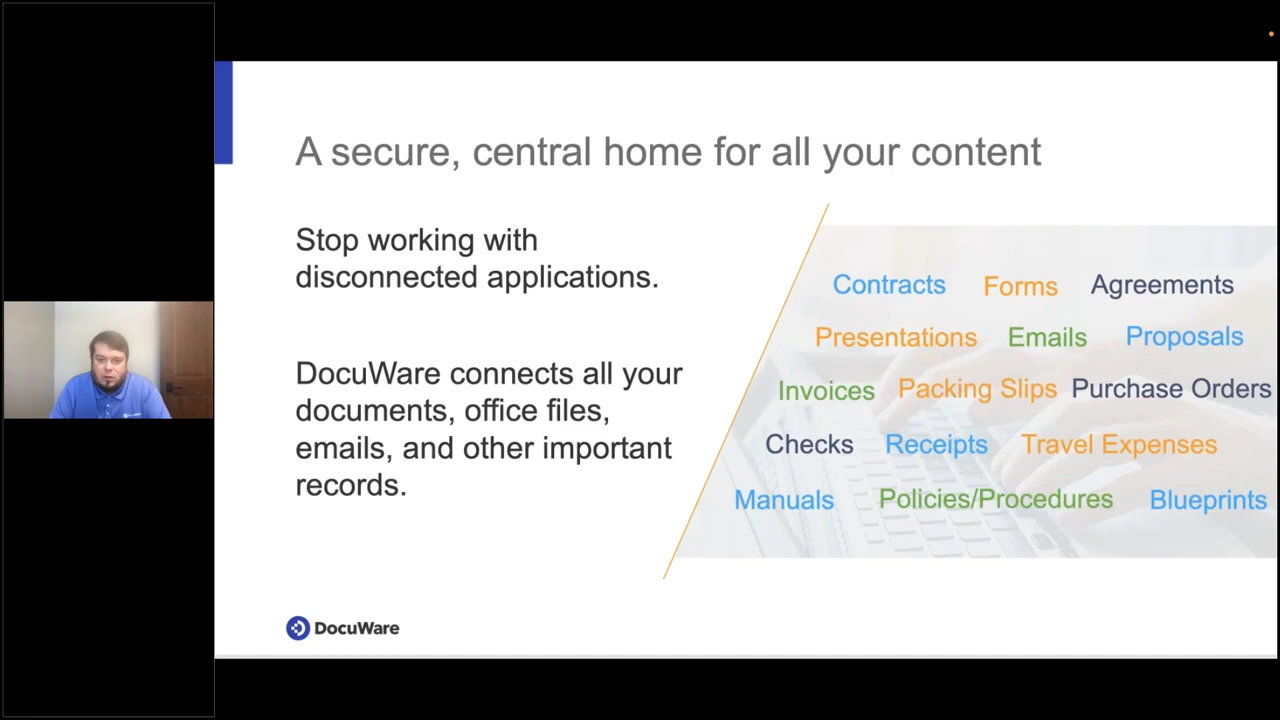 A secure, central home for all your content
Stop working with
disconnected applications.
DocuWare connects all your
documents, office files,
emails, and other important
records.
Contracts Forms Agreements
Presentations Emails Proposals
Invoices Packing Slips Purchase Orders
Checks Receipts Travel Expenses
Manuals Policies/Procedures Blueprints
DocuWare